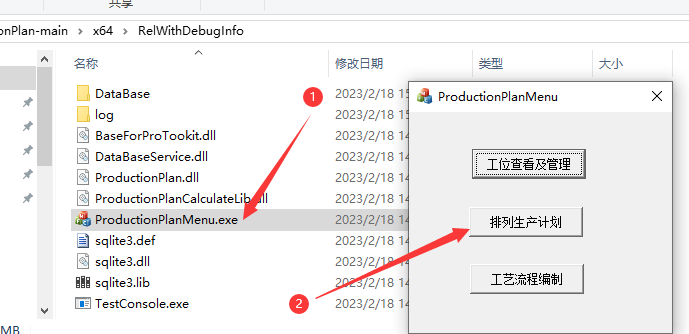 共享
onPlan-main > x64 > RelWithDebugInfo
名称 修改日期 类型 大小
DataBase 2023/2/18 15
log 2023/2/18 15
BaseForProTookit.dll 2023/2/18 14
DataBaseService.dll 2023/2/18 14
ProductionPlan.dll 2023/2/18 14
ProductionPlanCalculateLib.dll 2023/2/18 14
ProductionPlanMenu.exe 2023/2/18 14
sqlite3.def 2023/2/18 14
sqlite3.dll 2023/2/18 14
sqlite3.lib 2023/2/18 14
TestConsole.exe 2023/2/18 14
MB
1
2
ProductionPlanMenu
工位查看及管理
排列生产计划
工艺流程编制